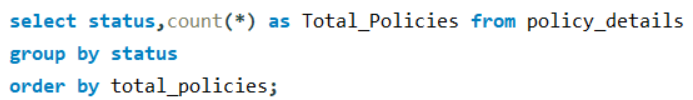 select status,count(*) as Total_Policies from policy_details
group by status
order by total_policies;